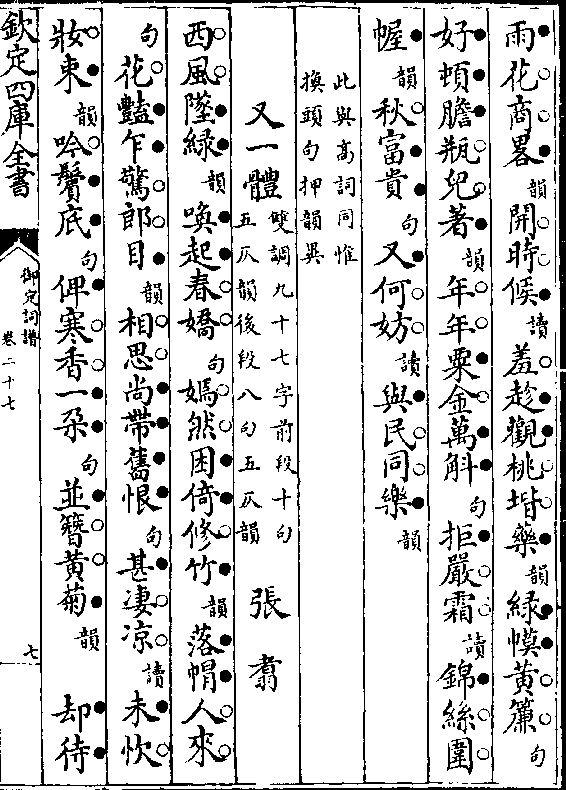 雨花商畧韻開時候讀羞趁觀桃堦藥韻綠幙黃簾句
好頓膽瓶兒著韻年年粟金萬斛句拒嚴霜讀錦絲圍
幄韻秋富貴句又何妨讀與民同樂韻
此與高詞同惟
換頭句押韻異
又一體 雙調九十七字前段十句
五仄韻後段八句五仄韻 張翥
西風墜綠韻喚起春嬌句嫣然困倚修竹韻落帽人來
句花豔乍驚郎目韻相思尚帶舊恨句甚凄凉讀未忺
妝束韻吟鬢底句伴寒香一朶句並簪黃菊韻却待
欽定四庫全書
御定詞譜
卷二十七
七